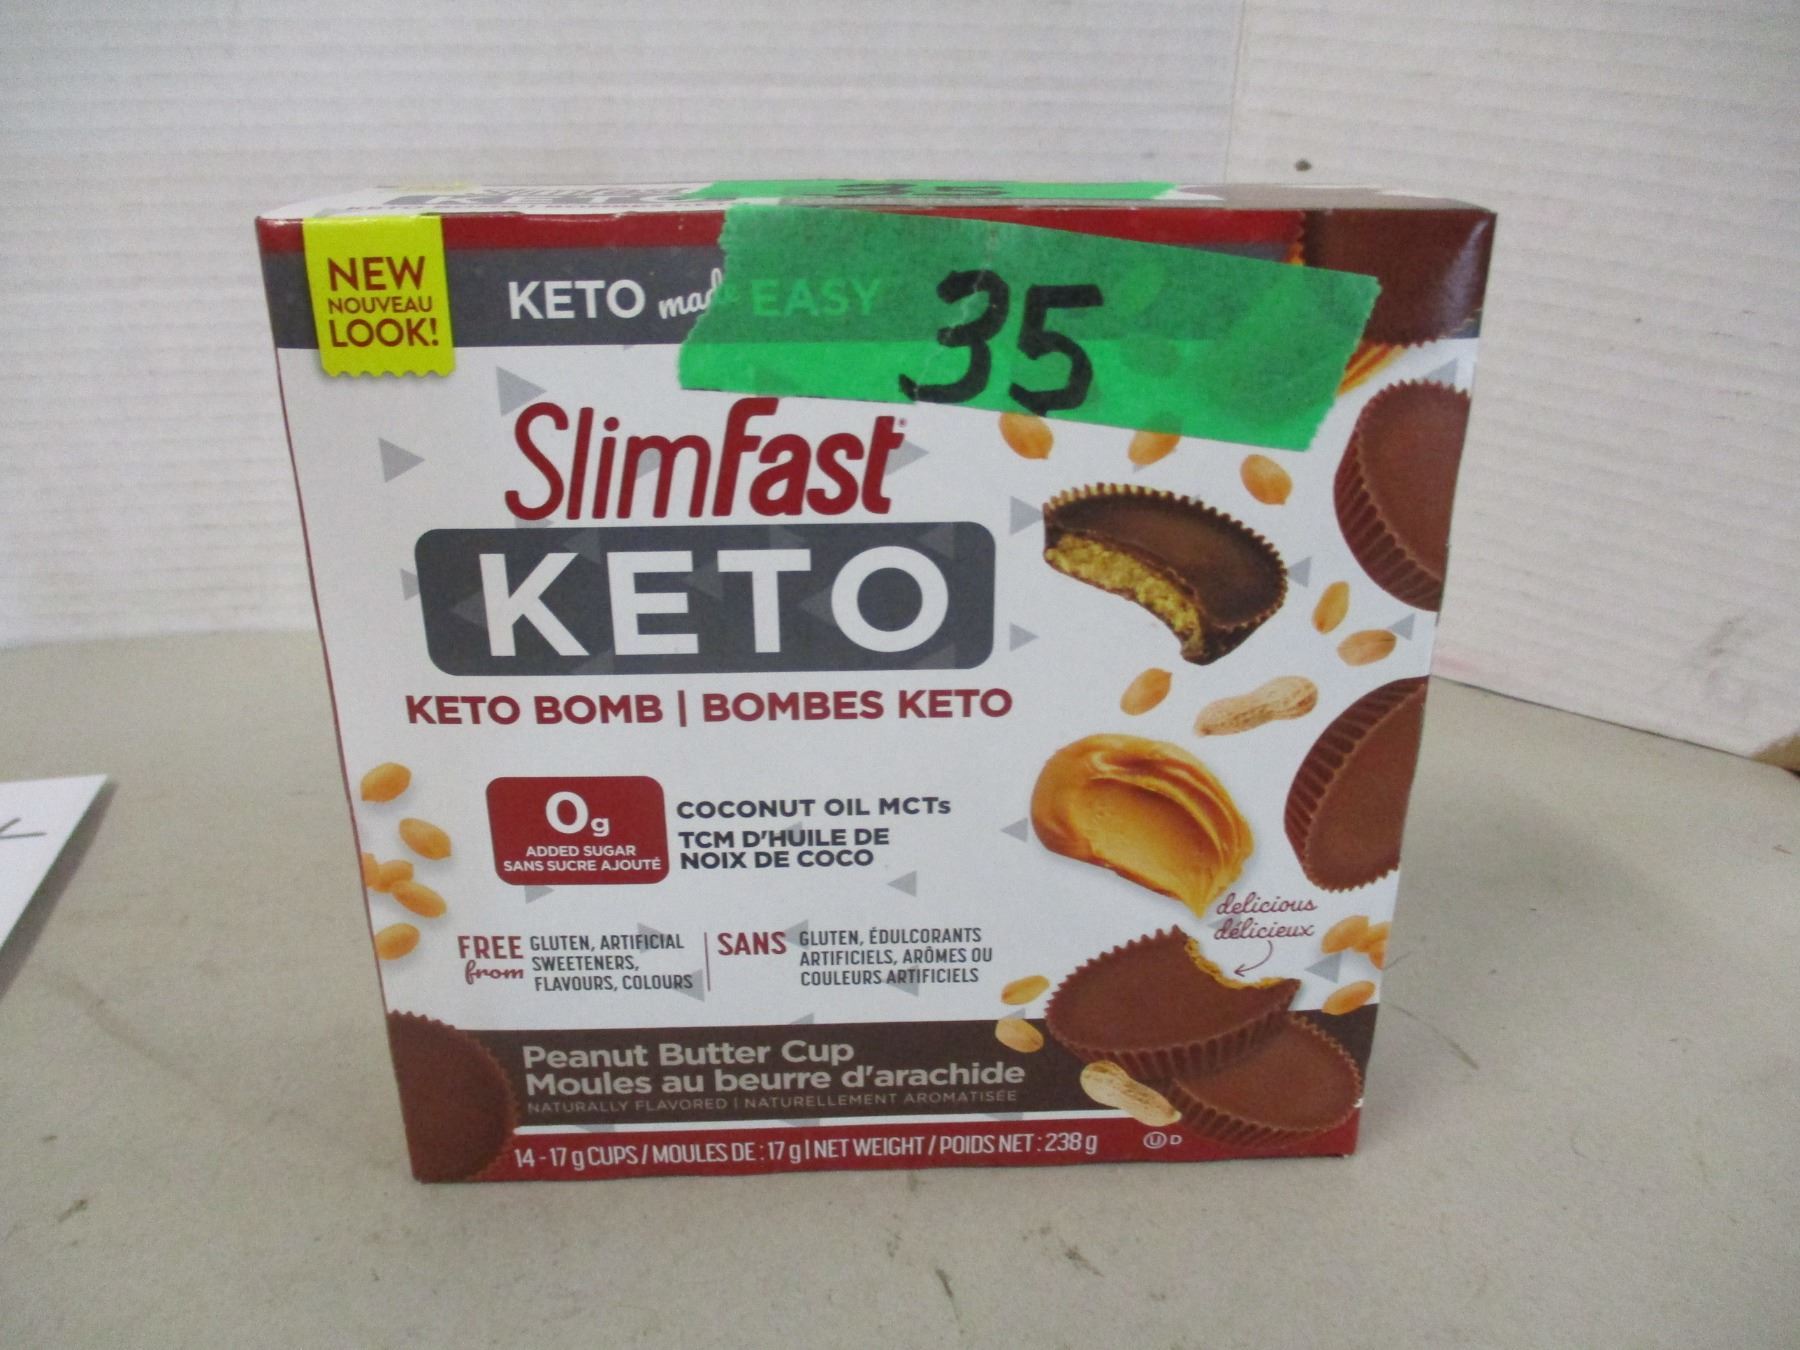 35
NEW
NOUVEAU
LOOK!
KETO made EASY
35
SlimFast
KETO
KETO BOMB | BOMBES KETO
0g
ADDED SUGAR
SANS SUCRE AJOUTÉ
COCONUT OIL MCTs
TCM D'HUILE DE
NOIX DE COCO
FREE from
GLUTEN, ARTIFICIAL
SWEETENERS,
FLAVOURS, COLOURS
SANS
GLUTEN, ÉDULCORANTS
ARTIFICIELS, ARÔMES OU
COULEURS ARTIFICIELS
delicious
délicieux
Peanut Butter Cup
Moules au beurre d'arachide
NATURALLY FLAVORED | NATURELLEMENT AROMATISÉE
14 - 17 g CUPS / MOULES DE : 17 g | NET WEIGHT / POIDS NET : 238 g
U D